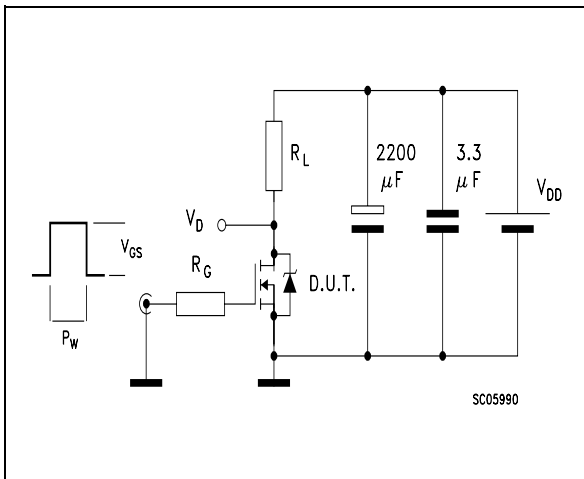 R_L
2200
µF
3.3
µF
V_DD
V_D
V_GS
R_G
D.U.T.
P_W
SC05990